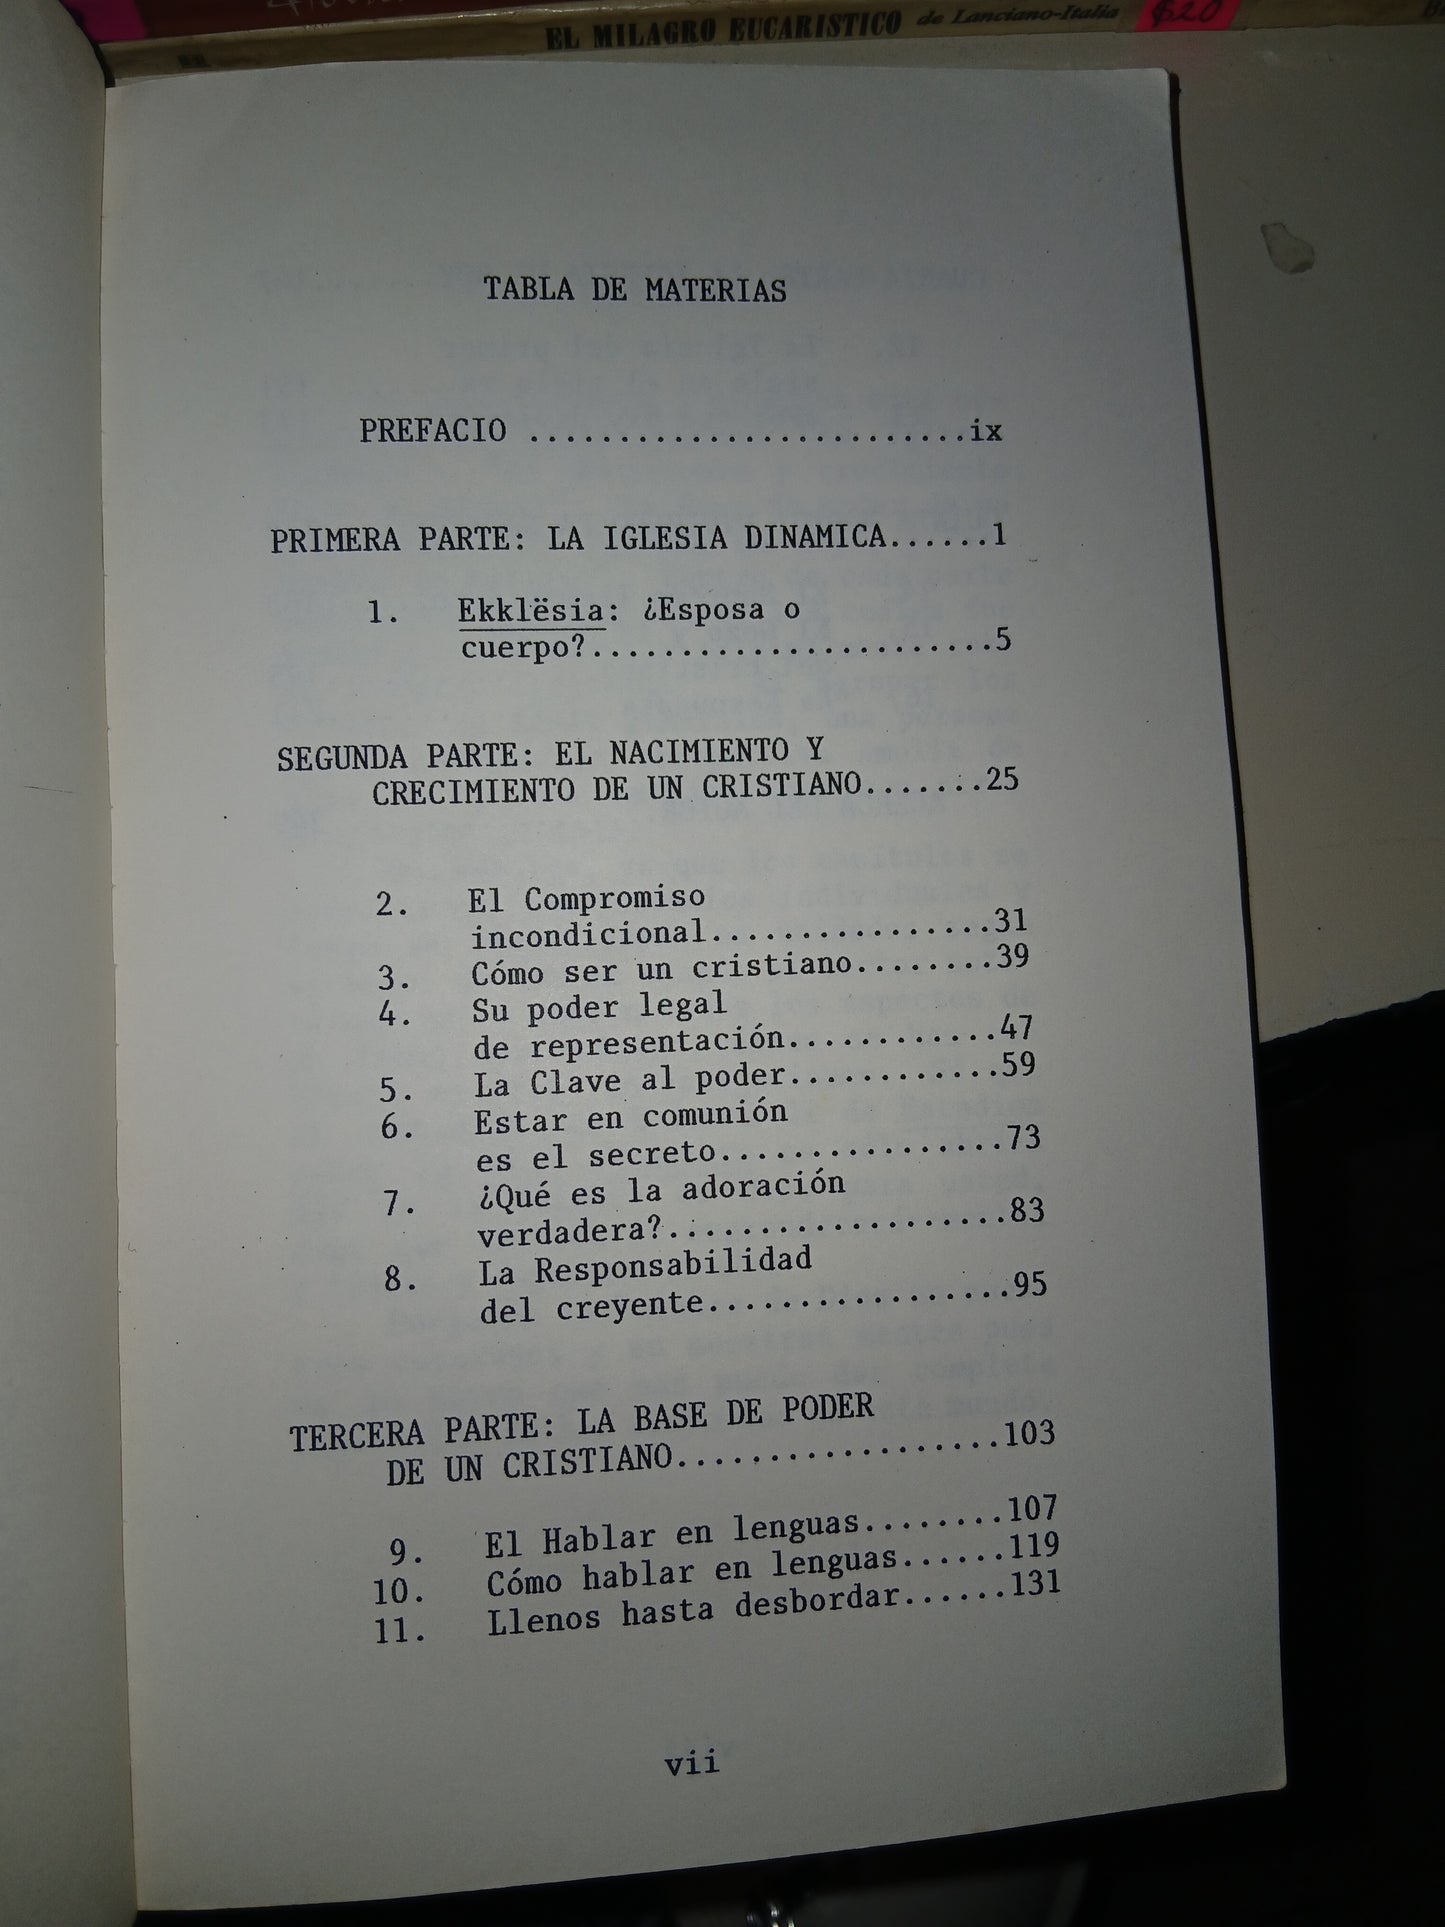 EL MILAGRO EUCARISTICO de Lanciano-Italia $20
TABLA DE MATERIAS
PREFACIO ........................ix
PRIMERA PARTE: LA IGLESIA DINAMICA......1
1. Ekklësia: ¿Esposa o
cuerpo?......................5
SEGUNDA PARTE: EL NACIMIENTO Y
CRECIMIENTO DE UN CRISTIANO.......25
2. El Compromiso
incondicional...............31
3. Cómo ser un cristiano........39
4. Su poder legal
de representación...........47
5. La Clave al poder............59
6. Estar en comunión
es el secreto................73
7. ¿Qué es la adoración
verdadera?...................83
8. La Responsabilidad
del creyente.................95
TERCERA PARTE: LA BASE DE PODER
DE UN CRISTIANO..................103
9. El Hablar en lenguas........107
10. Cómo hablar en lenguas......119
11. Llenos hasta desbordar......131
vii